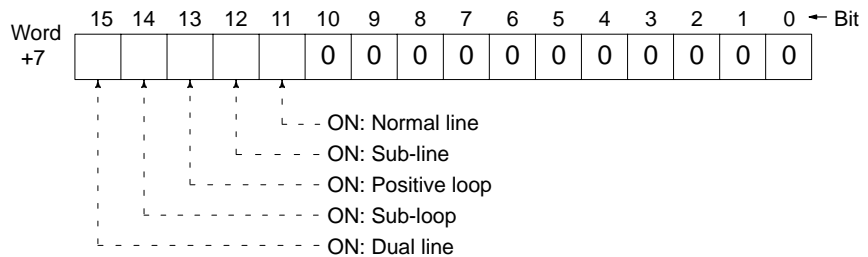 15 14 13 12 11 10 9 8 7 6 5 4 3 2 1 0 ← Bit
Word
+7
0 0 0 0 0 0 0 0 0 0 0
ON: Normal line
ON: Sub-line
ON: Positive loop
ON: Sub-loop
ON: Dual line